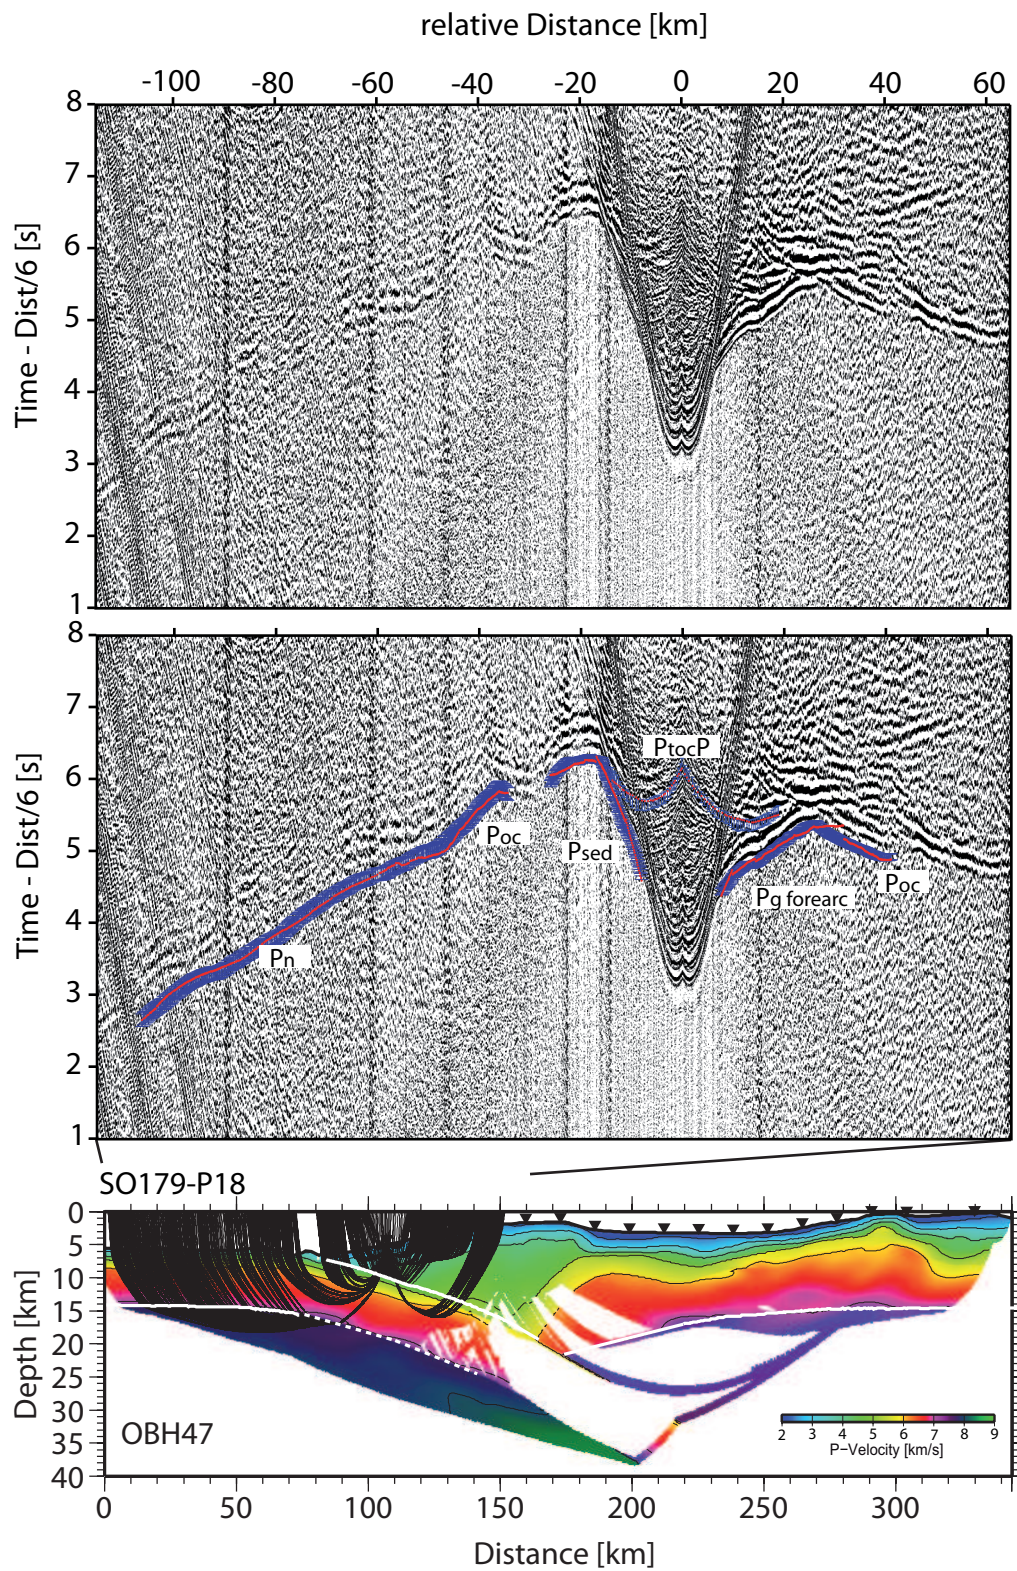 relative Distance [km]
-100 -80 -60 -40 -20 0 20 40 60
8
7
6
5
4
3
2
1
Time - Dist/6 [s]
8
7
6
5
4
3
2
1
Time - Dist/6 [s]
PtocP
Poc
Psed
Pg forearc
Poc
Pn
SO179-P18
0
5
10
15
20
25
30
35
40
Depth [km]
OBH47
2 3 4 5 6 7 8 9
P-Velocity [km/s]
0 50 100 150 200 250 300
Distance [km]